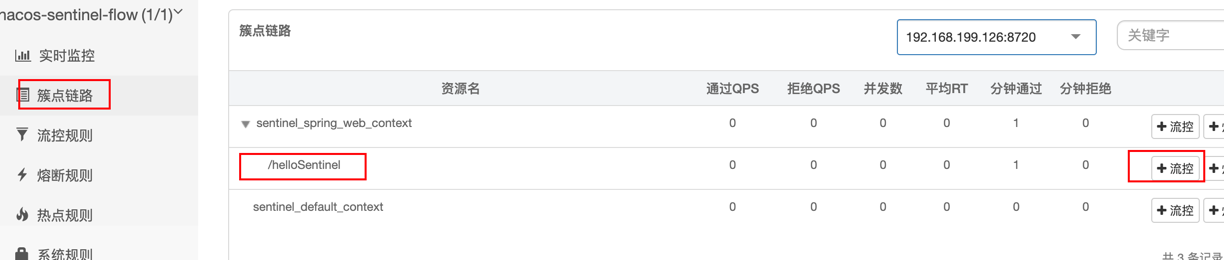 nacos-sentinel-flow (1/1)
实时监控
簇点链路
流控规则
熔断规则
热点规则
系统规则
簇点链路
192.168.199.126:8720
关键字
资源名 通过QPS 拒绝QPS 并发数 平均RT 分钟通过 分钟拒绝
sentinel_spring_web_context 0 0 0 0 1 0 流控
/helloSentinel 0 0 0 0 1 0 流控
sentinel_default_context 0 0 0 0 0 0 流控
共 3 条记录